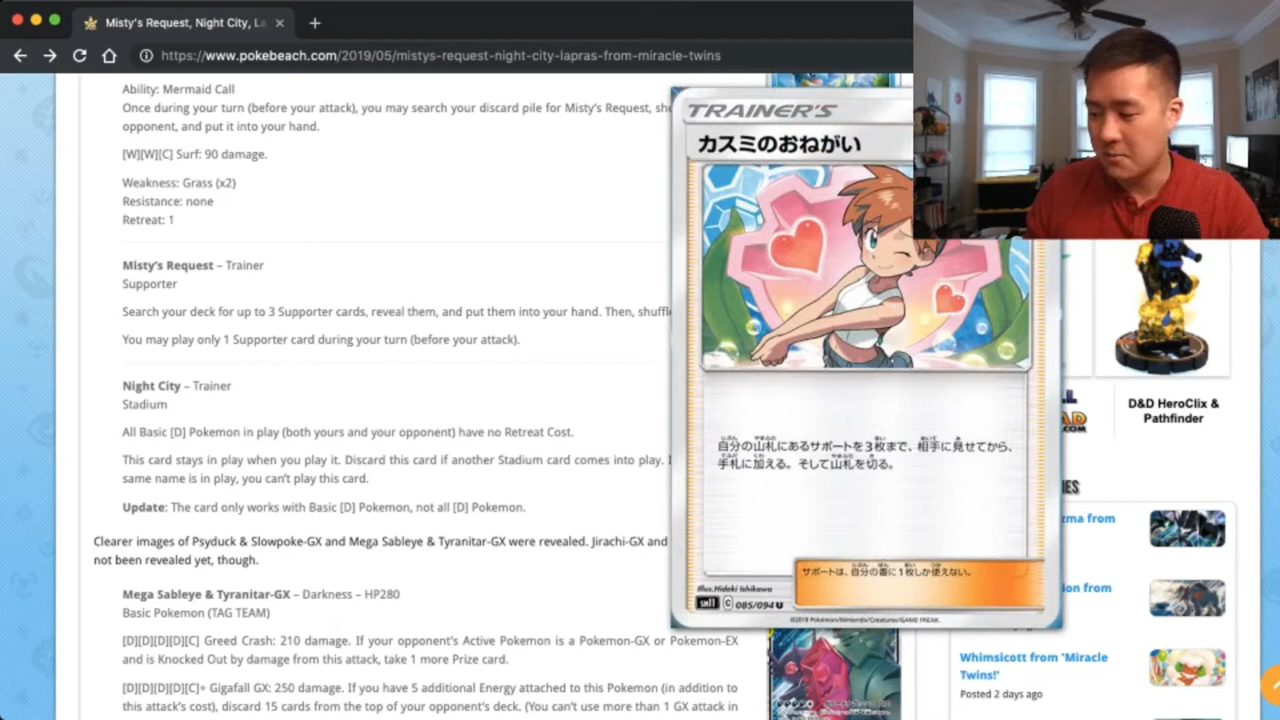 Misty's Request, Night City, La
https://www.pokebeach.com/2019/05/mistys-request-night-city-lapras-from-miracle-twins
Ability: Mermaid Call
Once during your turn (before your attack), you may search your discard pile for Misty's Request,
opponent, and put it into your hand.
[W][W][C] Surf: 90 damage.
Weakness: Grass (x2)
Resistance: none
Retreat: 1
Misty's Request – Trainer
Supporter
Search your deck for up to 3 Supporter cards, reveal them, and put them into your hand. Then,
You may play only 1 Supporter card during your turn (before your attack).
Night City – Trainer
Stadium
All Basic [D] Pokemon in play (both yours and your opponent) have no Retreat Cost.
This card stays in play when you play it. Discard this card if another Stadium card comes into play.
same name is in play, you can't play this card.
Update: The card only works with Basic [D] Pokemon, not all [D] Pokemon.
Clearer images of Psyduck & Slowpoke-GX and Mega Sableye & Tyranitar-GX were revealed. Jirachi-GX and
not been revealed yet, though.
Mega Sableye & Tyranitar-GX – Darkness – HP280
Basic Pokemon (TAG TEAM)
[D][D][D][D][C] Greed Crash: 210 damage. If your opponent's Active Pokemon is a Pokemon-GX or Pokemon-EX
and is Knocked Out by damage from this attack, take 1 more Prize card.
[D][D][D][D][C]+ Gigafall GX: 250 damage. If you have 5 additional Energy attached to this Pokemon (in addition to
this attack's cost), discard 15 cards from the top of your opponent's deck. (You can't use more than 1 GX attack in
TRAINER'S
カスミのおねがい
自分の山札にあるサポートを3枚まで、相手に見せてから、
手札に加える。そして山札を切る。
サポートは、自分の番に1枚しか使えない。
Illus. Hideki Ishikawa
sm11 C 085/094 U
©2019 Pokémon/Nintendo/Creatures/GAME FREAK.
D&D HeroClix &
Pathfinder
Whimsicott from 'Miracle
Twins!'
Posted 2 days ago